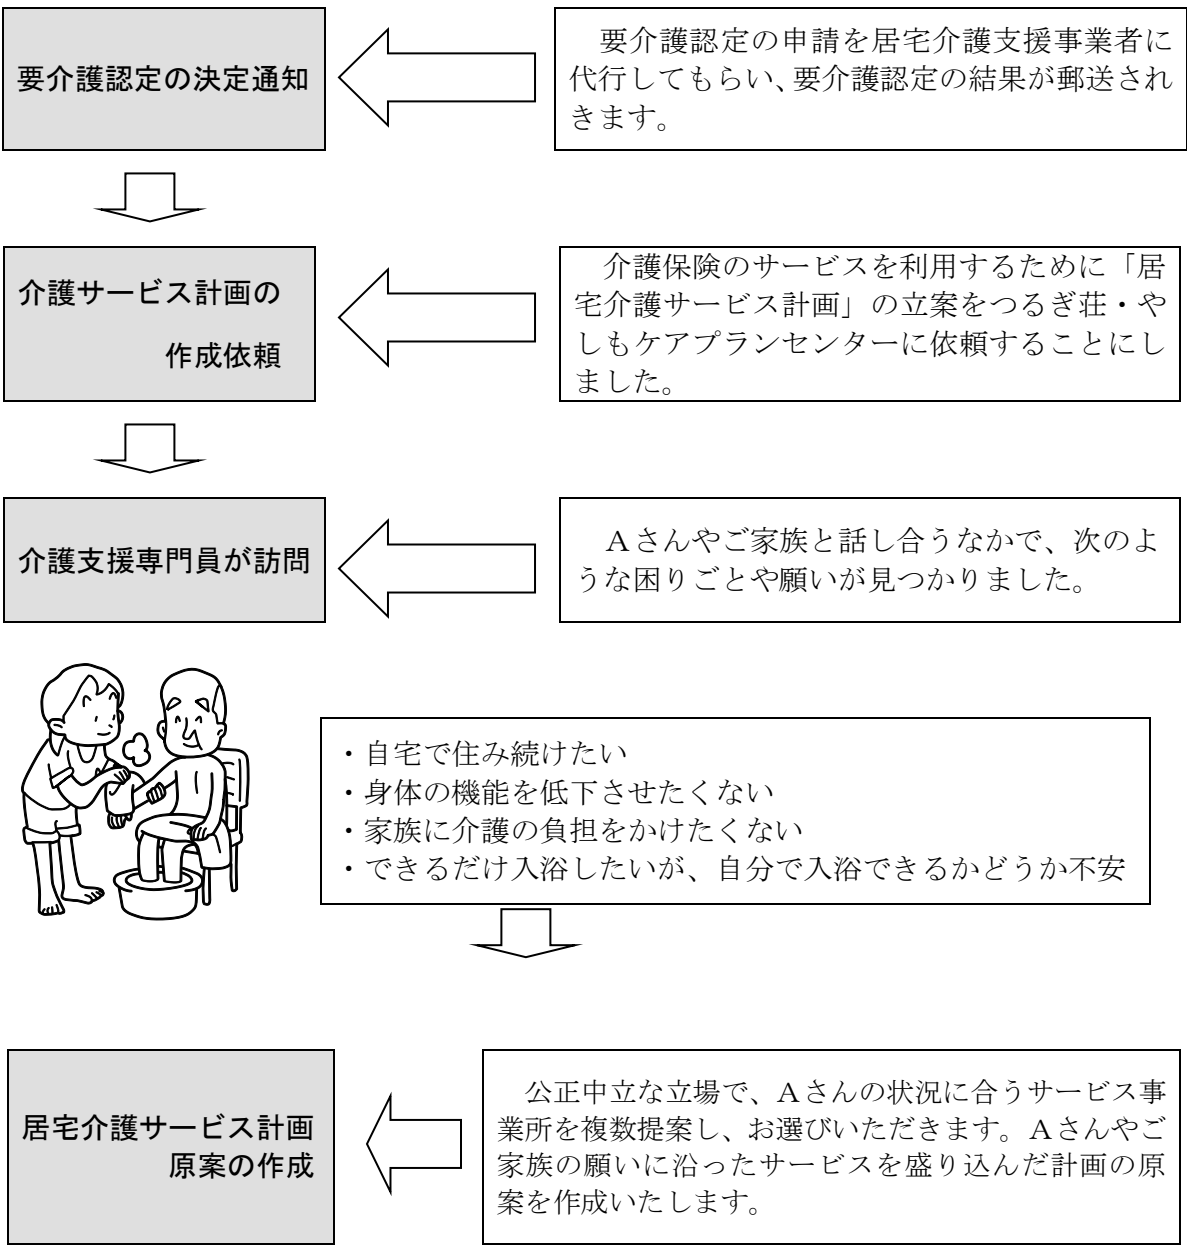 要介護認定の決定通知
要介護認定の申請を居宅介護支援事業者に
代行してもらい、要介護認定の結果が郵送され
きます。
介護サービス計画の
作成依頼
介護保険のサービスを利用するために「居
宅介護サービス計画」の立案をつるぎ荘・や
しもケアプランセンターに依頼することにし
ました。
介護支援専門員が訪問
Aさんやご家族と話し合うなかで、次のよ
うな困りごとや願いが見つかりました。
・自宅で住み続けたい
・身体の機能を低下させたくない
・家族に介護の負担をかけたくない
・できるだけ入浴したいが、自分で入浴できるかどうか不安
居宅介護サービス計画
原案の作成
公正中立な立場で、Aさんの状況に合うサービス事
業所を複数提案し、お選びいただきます。Aさんやご
家族の願いに沿ったサービスを盛り込んだ計画の原
案を作成いたします。